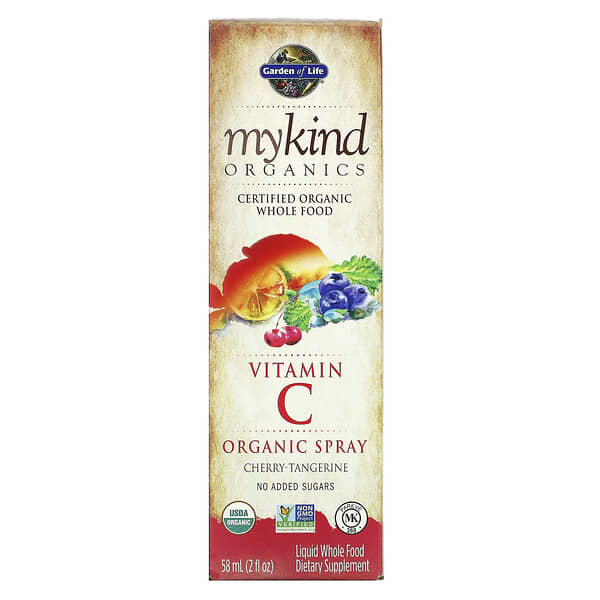 Garden of Life
mykind
ORGANICS
CERTIFIED ORGANIC
WHOLE FOOD
VITAMIN
C
ORGANIC SPRAY
CHERRY-TANGERINE
NO ADDED SUGARS
USDA
ORGANIC
NON
GMO
Project
VERIFIED
PAREVE
MK
58 mL (2 fl oz)
Liquid Whole Food
Dietary Supplement